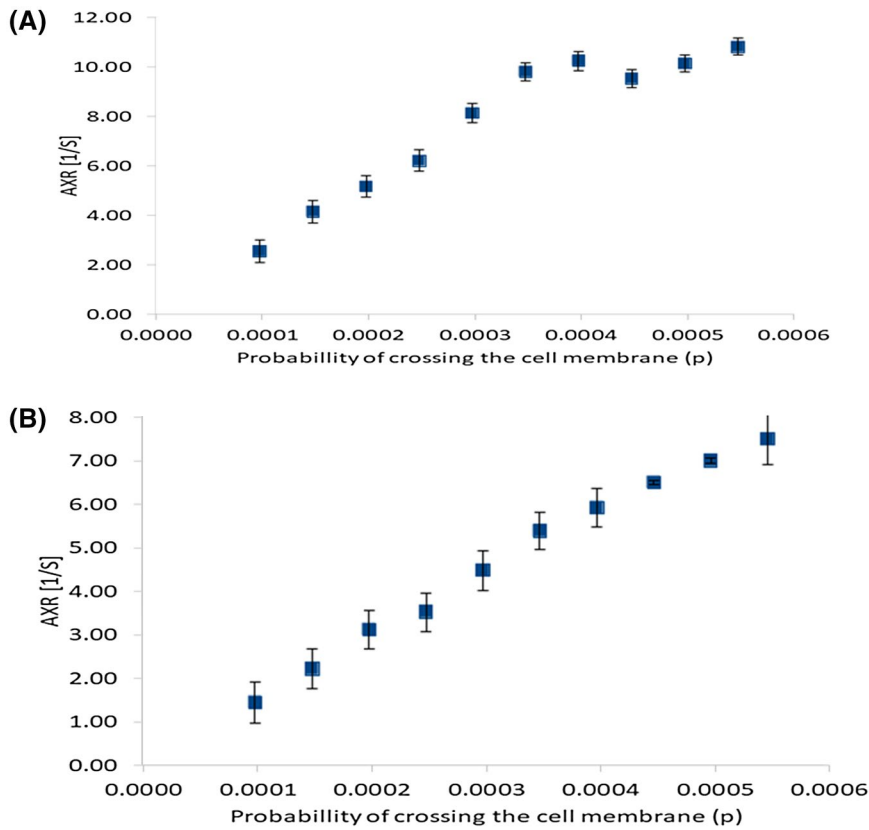 (A)
12.00
10.00
8.00
6.00
4.00
2.00
0.00
AXR [1/S]
0.0000 0.0001 0.0002 0.0003 0.0004 0.0005 0.0006
Probabillity of crossing the cell membrane (p)
(B)
8.00
7.00
6.00
5.00
4.00
3.00
2.00
1.00
0.00
AXR [1/S]
0.0000 0.0001 0.0002 0.0003 0.0004 0.0005 0.0006
Probabillity of crossing the cell membrane (p)